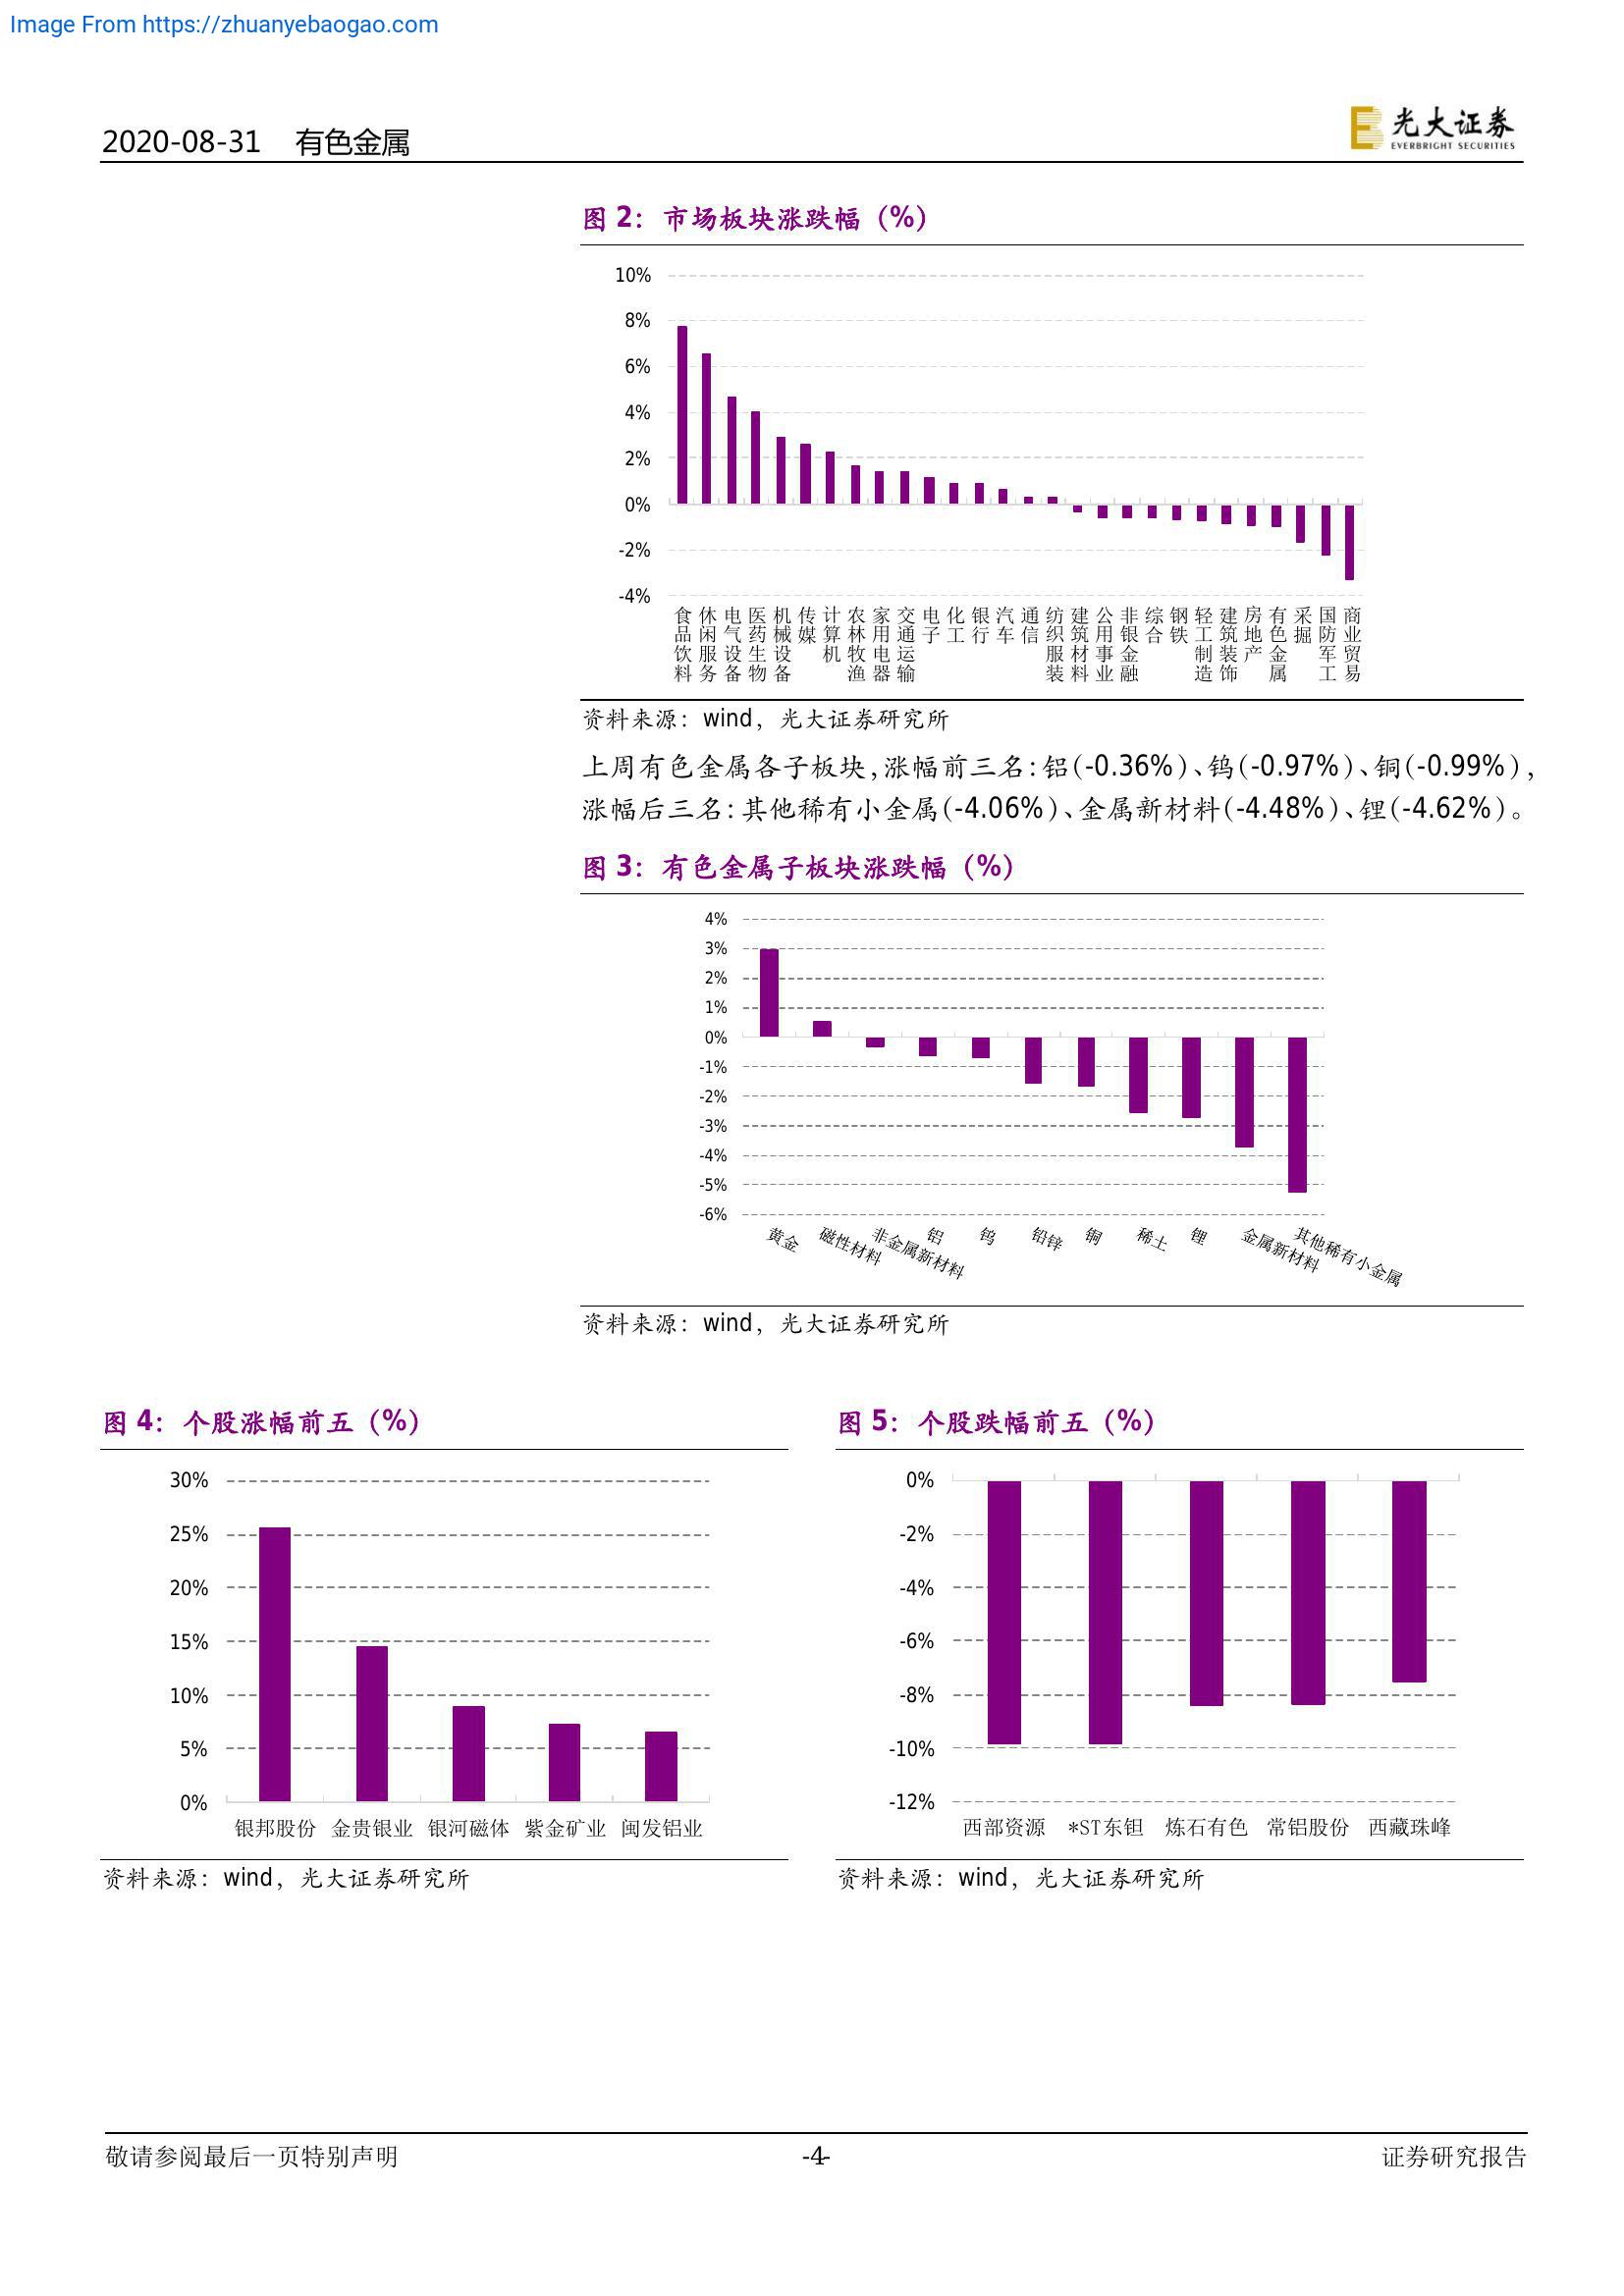 Image From https://zhuanyebaogao.com
2020-08-31 有色金属
光大证券
EVERBRIGHT SECURITIES
图 2：市场板块涨跌幅（%）
10%
8%
6%
4%
2%
0%
-2%
-4%
食品饮料 休闲服务 电气设备 医药生物 机械设备 传媒 计算机 农林牧渔 家用电器 交通运输 电子 化工 银行 汽车 通信 纺织服装 建筑材料 公用事业 非银金融 综合 钢铁 轻工制造 建筑装饰 房地产 有色金属 采掘 国防军工 商业贸易
资料来源：wind，光大证券研究所
上周有色金属各子板块，涨幅前三名：铝（-0.36%）、钨（-0.97%）、铜（-0.99%），
涨幅后三名：其他稀有小金属（-4.06%）、金属新材料（-4.48%）、锂（-4.62%）。
图 3：有色金属子板块涨跌幅（%）
4%
3%
2%
1%
0%
-1%
-2%
-3%
-4%
-5%
-6%
黄金 磁性材料 非金属新材料 铝 钨 铅锌 铜 稀土 锂 金属新材料 其他稀有小金属
资料来源：wind，光大证券研究所
图 4：个股涨幅前五（%）
30%
25%
20%
15%
10%
5%
0%
银邦股份 金贵银业 银河磁体 紫金矿业 闽发铝业
资料来源：wind，光大证券研究所
图 5：个股跌幅前五（%）
0%
-2%
-4%
-6%
-8%
-10%
-12%
西部资源 *ST东钽 炼石有色 常铝股份 西藏珠峰
资料来源：wind，光大证券研究所
敬请参阅最后一页特别声明 -4- 证券研究报告